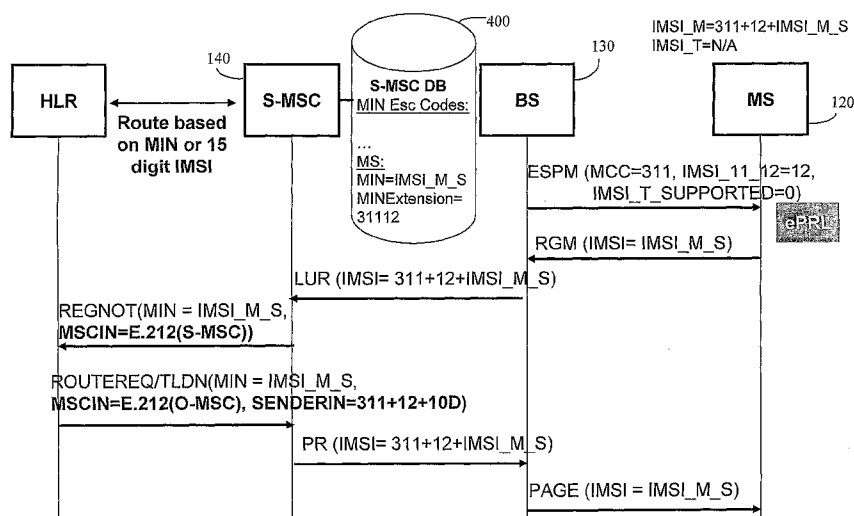 400
IMSI_M=311+12+IMSI_M_S
IMSI_T=N/A
140
130
S-MSC DB
MIN Esc Codes:
...
MS:
MIN=IMSI_M_S
MINExtension=
31112
HLR
S-MSC
BS
MS
120
Route based
on MIN or 15
digit IMSI
ESPM (MCC=311, IMSI_11_12=12,
IMSI_T_SUPPORTED=0)
ePRL
RGM (IMSI= IMSI_M_S)
LUR (IMSI= 311+12+IMSI_M_S)
REGNOT(MIN = IMSI_M_S,
MSCIN=E.212(S-MSC))
ROUTEREQ/TLDN(MIN = IMSI_M_S,
MSCIN=E.212(O-MSC), SENDERIN=311+12+10D)
PR (IMSI= 311+12+IMSI_M_S)
PAGE (IMSI = IMSI_M_S)